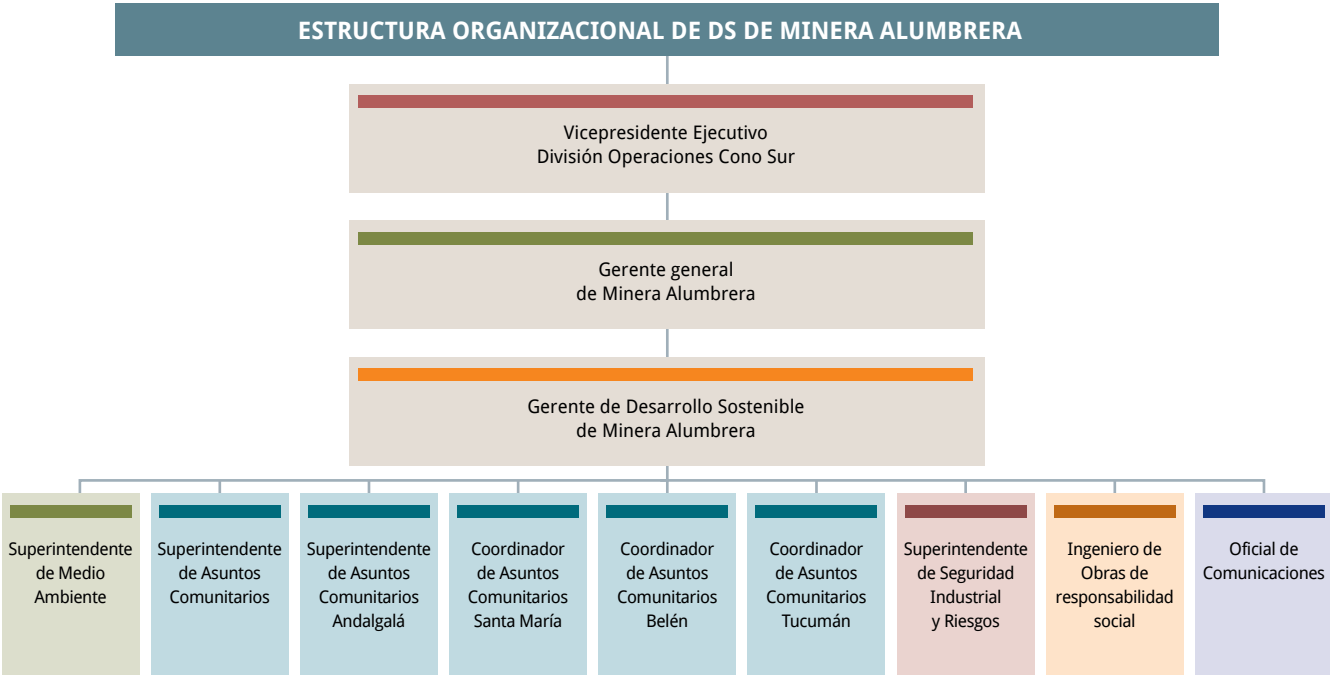 ESTRUCTURA ORGANIZACIONAL DE DS DE MINERA ALUMBRERA
Vicepresidente Ejecutivo
División Operaciones Cono Sur
Gerente general
de Minera Alumbrera
Gerente de Desarrollo Sostenible
de Minera Alumbrera
Superintendente
de Medio
Ambiente
Superintendente
de Asuntos
Comunitarios
Superintendente
de Asuntos
Comunitarios
Andalgalá
Coordinador
de Asuntos
Comunitarios
Santa María
Coordinador
de Asuntos
Comunitarios
Belén
Coordinador
de Asuntos
Comunitarios
Tucumán
Superintendente
de Seguridad
Industrial
y Riesgos
Ingeniero de
Obras de
responsabilidad
social
Oficial de
Comunicaciones